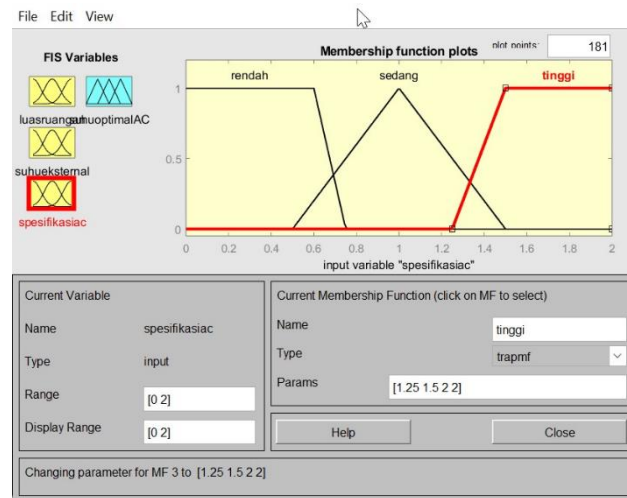 File Edit View
FIS Variables
luasruangan
suhuoptimalAC
suhueksternal
spesifikasiac
Membership function plots
plot points:
181
rendah
sedang
tinggi
1
0.5
0
0 0.2 0.4 0.6 0.8 1 1.2 1.4 1.6 1.8 2
input variable "spesifikasiac"
Current Variable
Name spesifikasiac
Type input
Range [0 2]
Display Range [0 2]
Current Membership Function (click on MF to select)
Name tinggi
Type trapmf
Params [1.25 1.5 2 2]
Help Close
Changing parameter for MF 3 to [1.25 1.5 2 2]